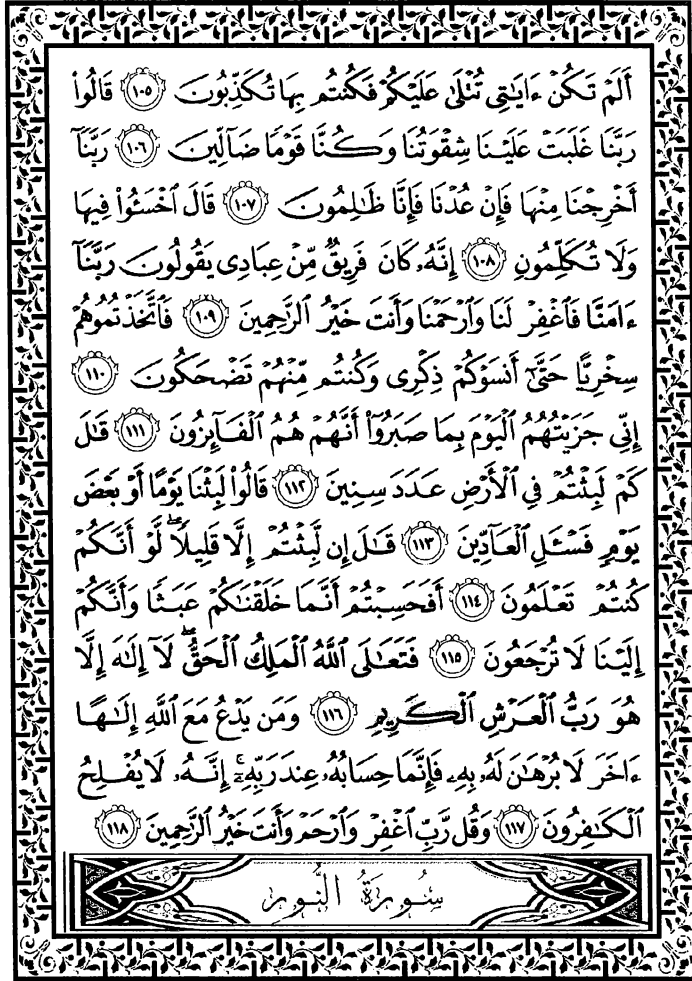 أَلَمْ تَكُنْ ءَايَـٰتِى تُتْلَىٰ عَلَيْكُمْ فَكُنتُم بِهَا تُكَذِّبُونَ ١٠٥ قَالُوا۟
رَبَّنَا غَلَبَتْ عَلَيْنَا شِقْوَتُنَا وَكُنَّا قَوْمًا ضَآلِّينَ ١٠٦ رَبَّنَآ
أَخْرِجْنَا مِنْهَا فَإِنْ عُدْنَا فَإِنَّا ظَـٰلِمُونَ ١٠٧ قَالَ ٱخْسَـُٔوا۟ فِيهَا
وَلَا تُكَلِّمُونِ ١٠٨ إِنَّهُۥ كَانَ فَرِيقٌ مِّنْ عِبَادِى يَقُولُونَ رَبَّنَآ
ءَامَنَّا فَٱغْفِرْ لَنَا وَٱرْحَمْنَا وَأَنتَ خَيْرُ ٱلرَّٰحِمِينَ ١٠٩ فَٱتَّخَذْتُمُوهُمْ
سِخْرِيًّا حَتَّىٰٓ أَنسَوْكُمْ ذِكْرِى وَكُنتُم مِّنْهُمْ تَضْحَكُونَ ١١٠
إِنِّى جَزَيْتُهُمُ ٱلْيَوْمَ بِمَا صَبَرُوٓا۟ أَنَّهُمْ هُمُ ٱلْفَآئِزُونَ ١١١ قَـٰلَ
كَمْ لَبِثْتُمْ فِى ٱلْأَرْضِ عَدَدَ سِنِينَ ١١٢ قَالُوا۟ لَبِثْنَا يَوْمًا أَوْ بَعْضَ
يَوْمٍ فَسْـَٔلِ ٱلْعَآدِّينَ ١١٣ قَـٰلَ إِن لَّبِثْتُمْ إِلَّا قَلِيلًا ۖ لَّوْ أَنَّكُمْ
كُنتُمْ تَعْلَمُونَ ١١٤ أَفَحَسِبْتُمْ أَنَّمَا خَلَقْنَـٰكُمْ عَبَثًا وَأَنَّكُمْ
إِلَيْنَا لَا تُرْجَعُونَ ١١٥ فَتَعَـٰلَى ٱللَّهُ ٱلْمَلِكُ ٱلْحَقُّ ۖ لَآ إِلَـٰهَ إِلَّا
هُوَ رَبُّ ٱلْعَرْشِ ٱلْكَرِيمِ ١١٦ وَمَن يَدْعُ مَعَ ٱللَّهِ إِلَـٰهًا
ءَاخَرَ لَا بُرْهَـٰنَ لَهُۥ بِهِۦ فَإِنَّمَا حِسَابُهُۥ عِندَ رَبِّهِۦٓ ۚ إِنَّهُۥ لَا يُفْلِحُ
ٱلْكَـٰفِرُونَ ١١٧ وَقُل رَّبِّ ٱغْفِرْ وَٱرْحَمْ وَأَنتَ خَيْرُ ٱلرَّٰحِمِينَ ١١٨
سُورَةُ النُّورِ